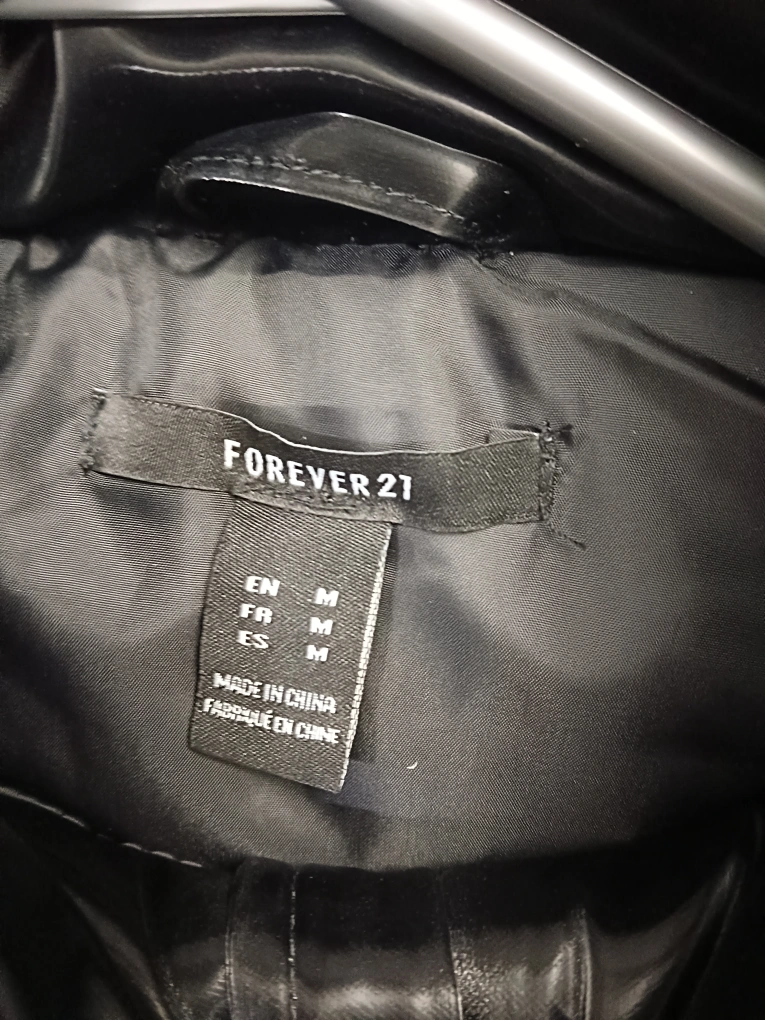 FOREVER 21
EN M
FR M
ES M
MADE IN CHINA
FABRIQUÉ EN CHINE